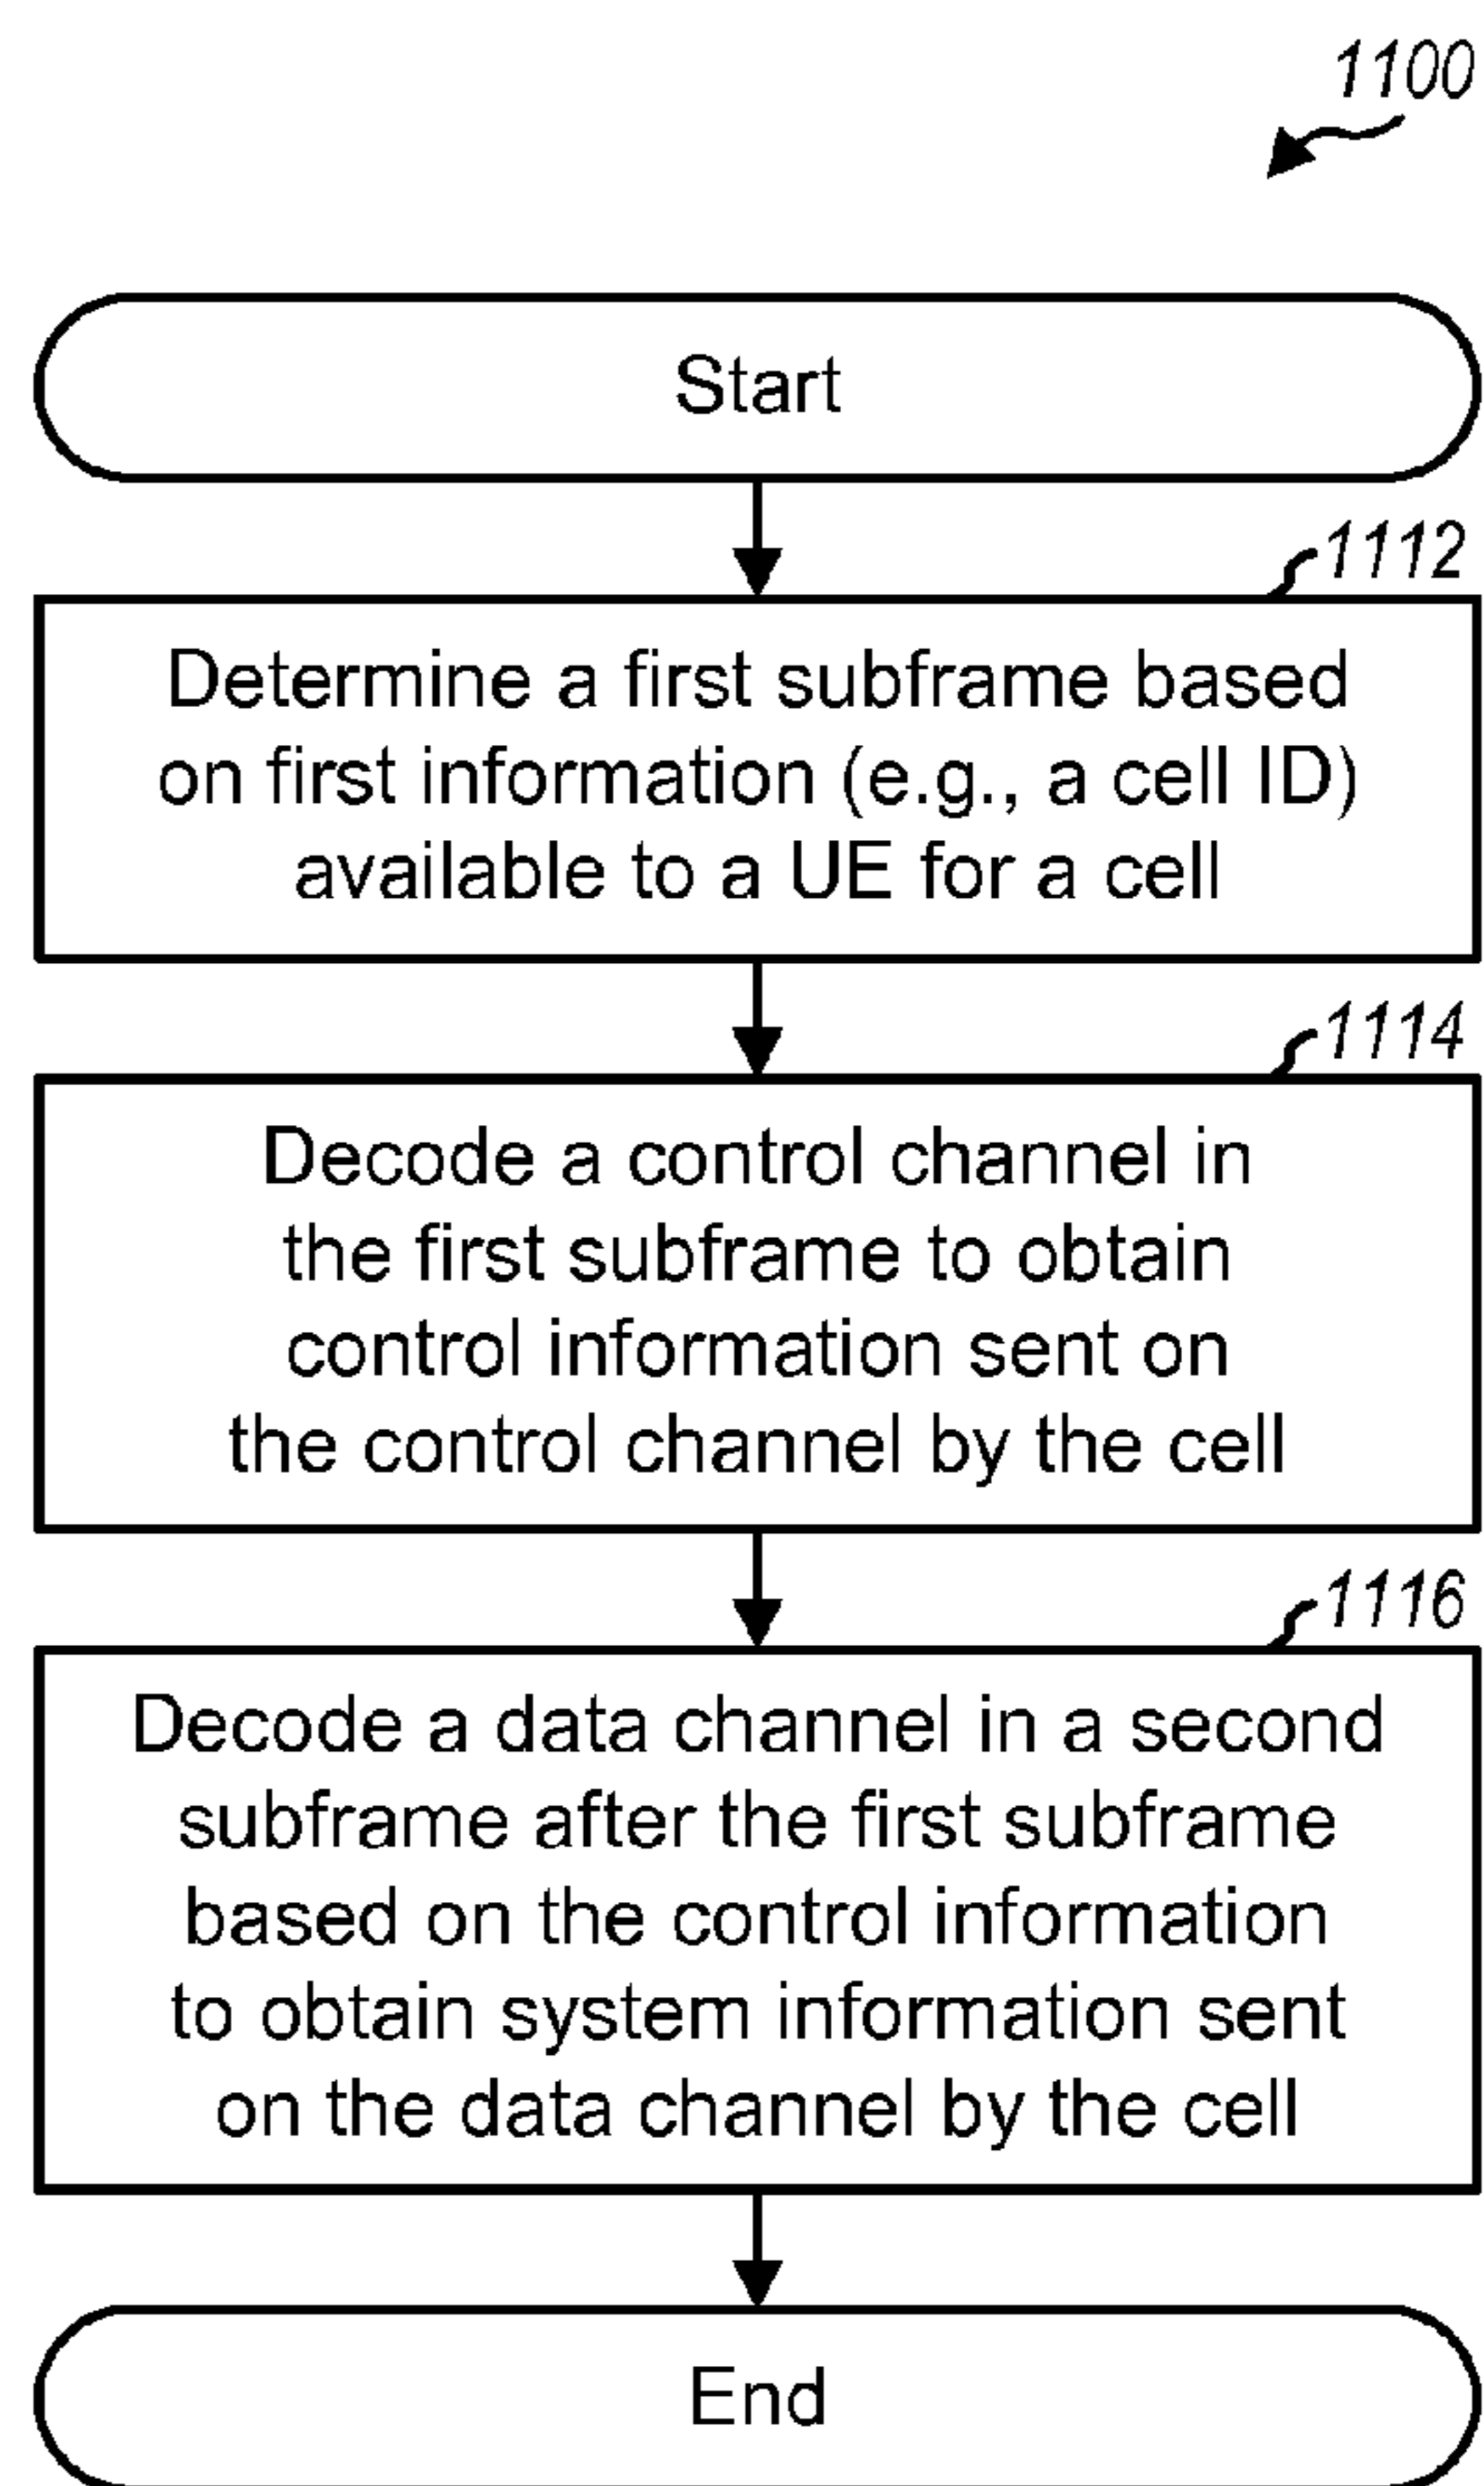 1100
Start
1112
Determine a first subframe based
on first information (e.g., a cell ID)
available to a UE for a cell
1114
Decode a control channel in
the first subframe to obtain
control information sent on
the control channel by the cell
1116
Decode a data channel in a second
subframe after the first subframe
based on the control information
to obtain system information sent
on the data channel by the cell
End